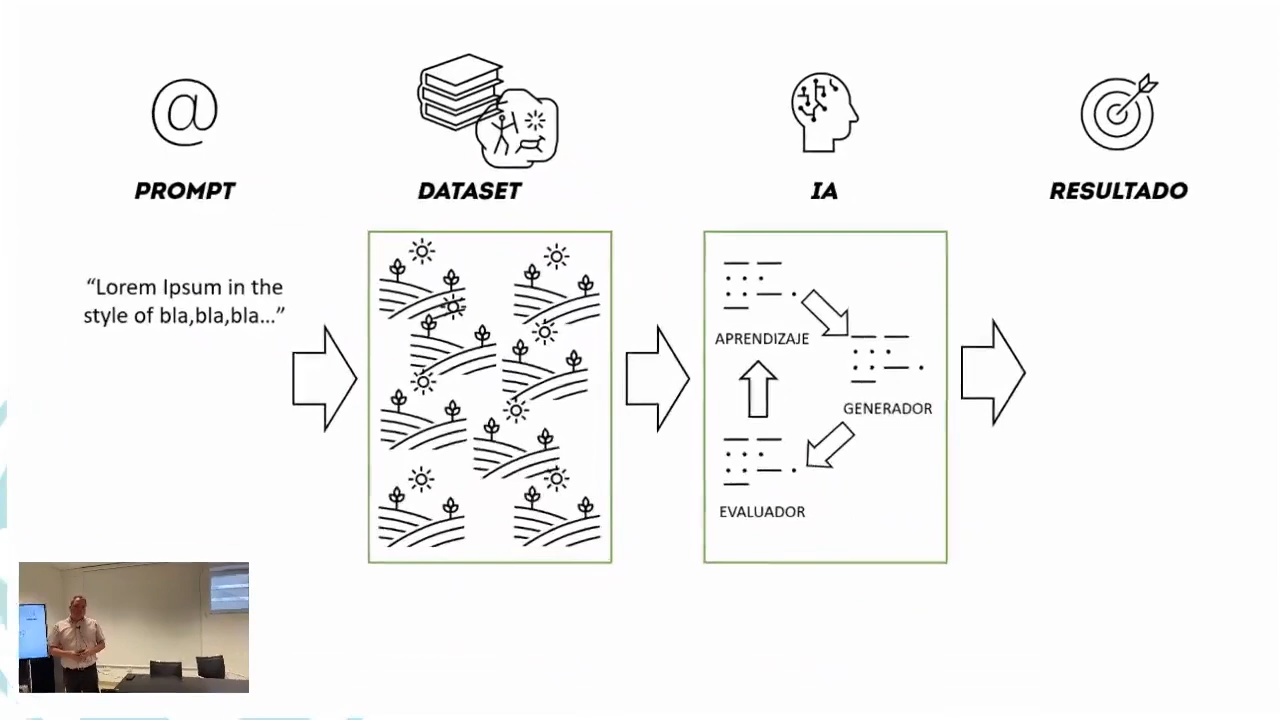 @
PROMPT
DATASET
IA
RESULTADO
“Lorem Ipsum in the
style of bla,bla,bla...”
APRENDIZAJE
GENERADOR
EVALUADOR